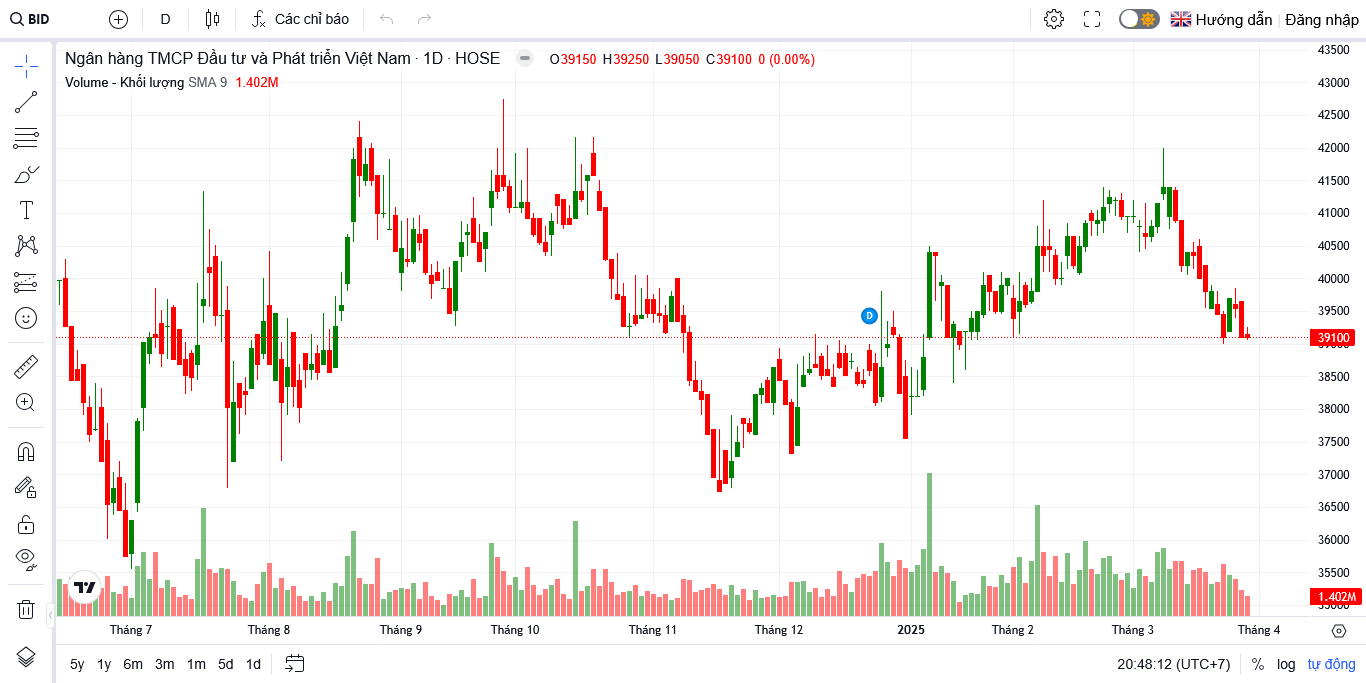 BID D Các chỉ báo Hướng dẫn Đăng nhập
Ngân hàng TMCP Đầu tư và Phát triển Việt Nam · 1D · HOSE O39150 H39250 L39050 C39100 0 (0.00%)
Volume - Khối lượng SMA 9 1.402M
43500
43000
42500
42000
41500
41000
40500
40000
39500
39100
39000
38500
38000
37500
37000
36500
36000
35500
1.402M
35000
D
Tháng 7 Tháng 8 Tháng 9 Tháng 10 Tháng 11 Tháng 12 2025 Tháng 2 Tháng 3 Tháng 4
5y 1y 6m 3m 1m 5d 1d 20:48:12 (UTC+7) % log tự động